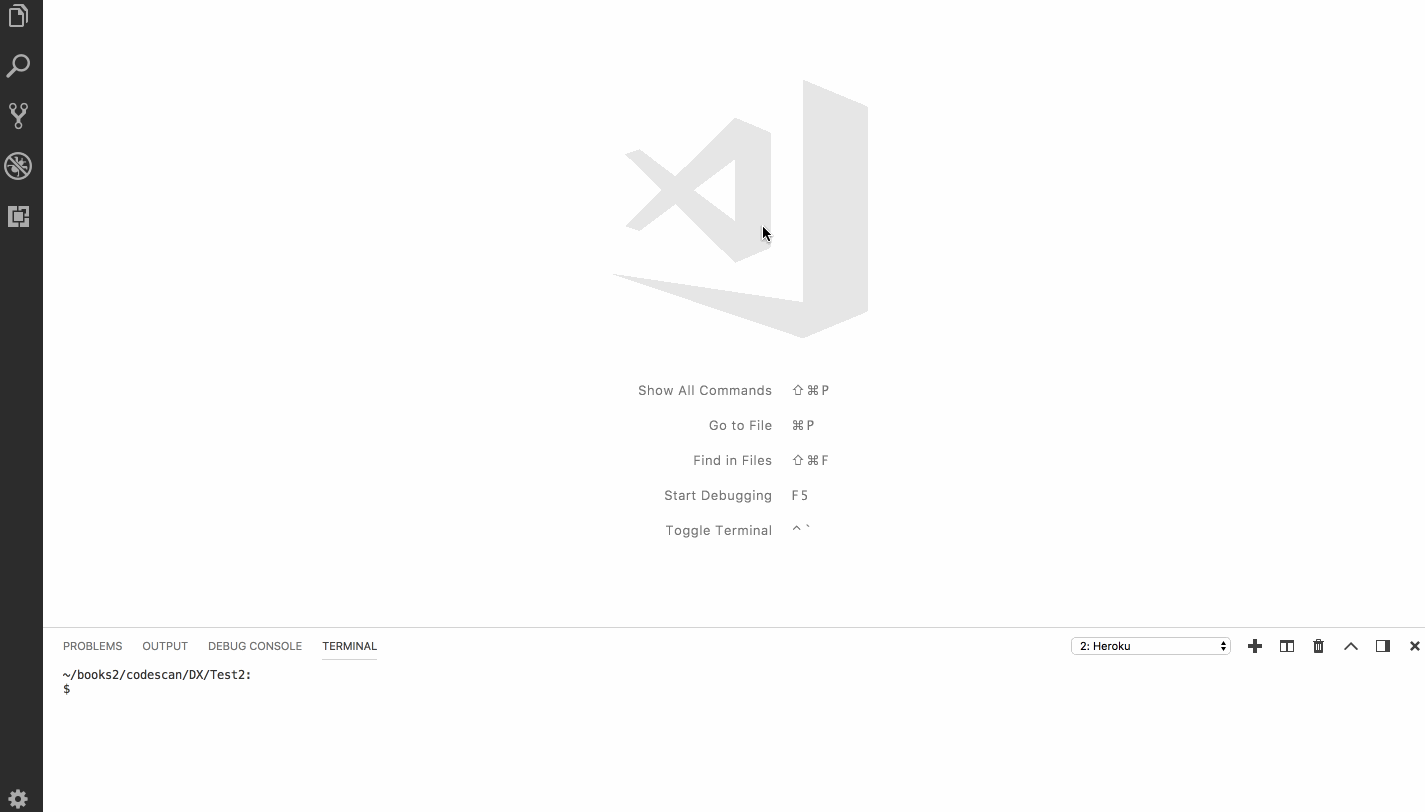 Show All Commands ⇧⌘P
Go to File ⌘P
Find in Files ⇧⌘F
Start Debugging F5
Toggle Terminal ^`
PROBLEMS OUTPUT DEBUG CONSOLE TERMINAL 2: Heroku
~/books2/codescan/DX/Test2:
$